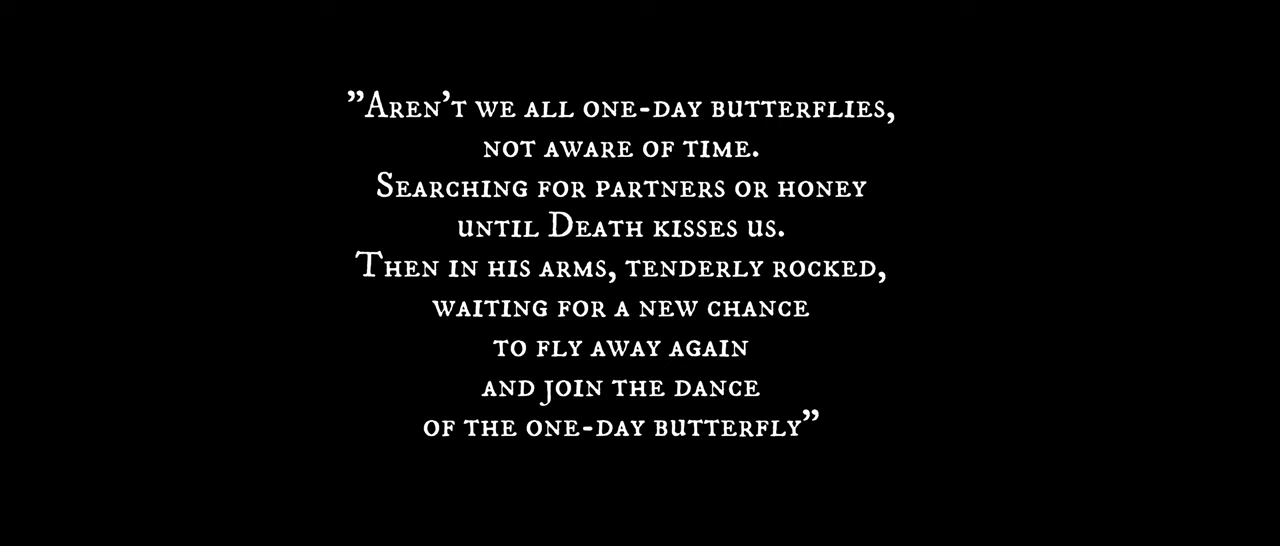 ”Aren’t we all one-day butterflies,
not aware of time.
Searching for partners or honey
until Death kisses us.
Then in his arms, tenderly rocked,
waiting for a new chance
to fly away again
and join the dance
of the one-day butterfly”